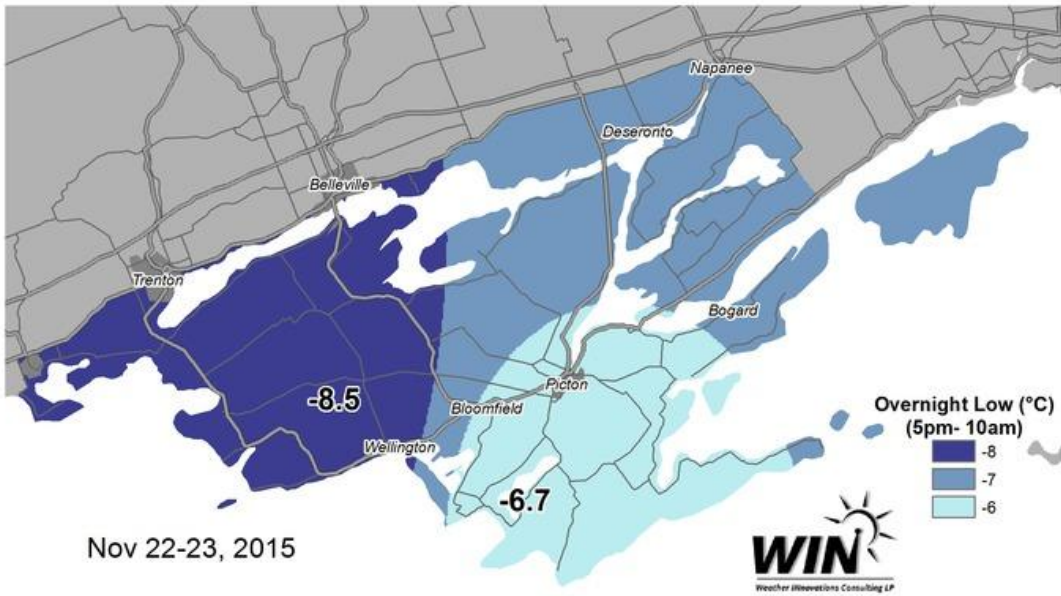 Napanee
Deseronto
Belleville
Trenton
Bogard
Picton
-8.5
Bloomfield
Wellington
-6.7
Overnight Low (°C)
(5pm- 10am)
-8
-7
-6
Nov 22-23, 2015
WIN
Weather INnovations Consulting LP